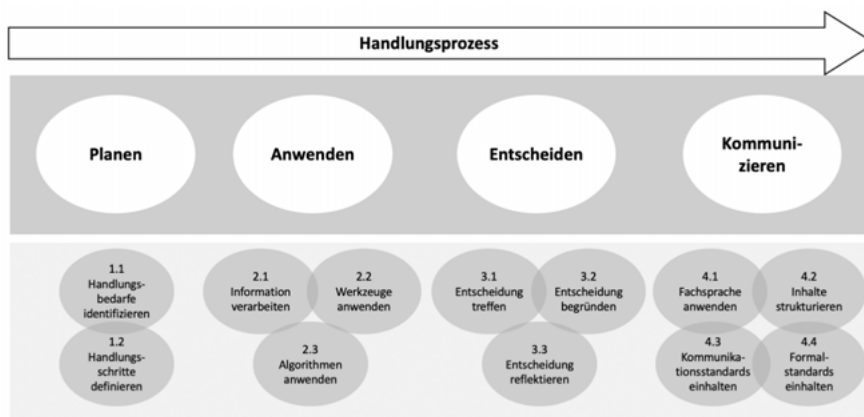 Handlungsprozess
Planen
Anwenden
Entscheiden
Kommuni-
zieren
1.1
Handlungs-
bedarfe
identifizieren
1.2
Handlungs-
schritte
definieren
2.1
Information
verarbeiten
2.2
Werkzeuge
anwenden
2.3
Algorithmen
anwenden
3.1
Entscheidung
treffen
3.2
Entscheidung
begründen
3.3
Entscheidung
reflektieren
4.1
Fachsprache
anwenden
4.2
Inhalte
strukturieren
4.3
Kommunika-
tionsstandards
einhalten
4.4
Formal-
standards
einhalten